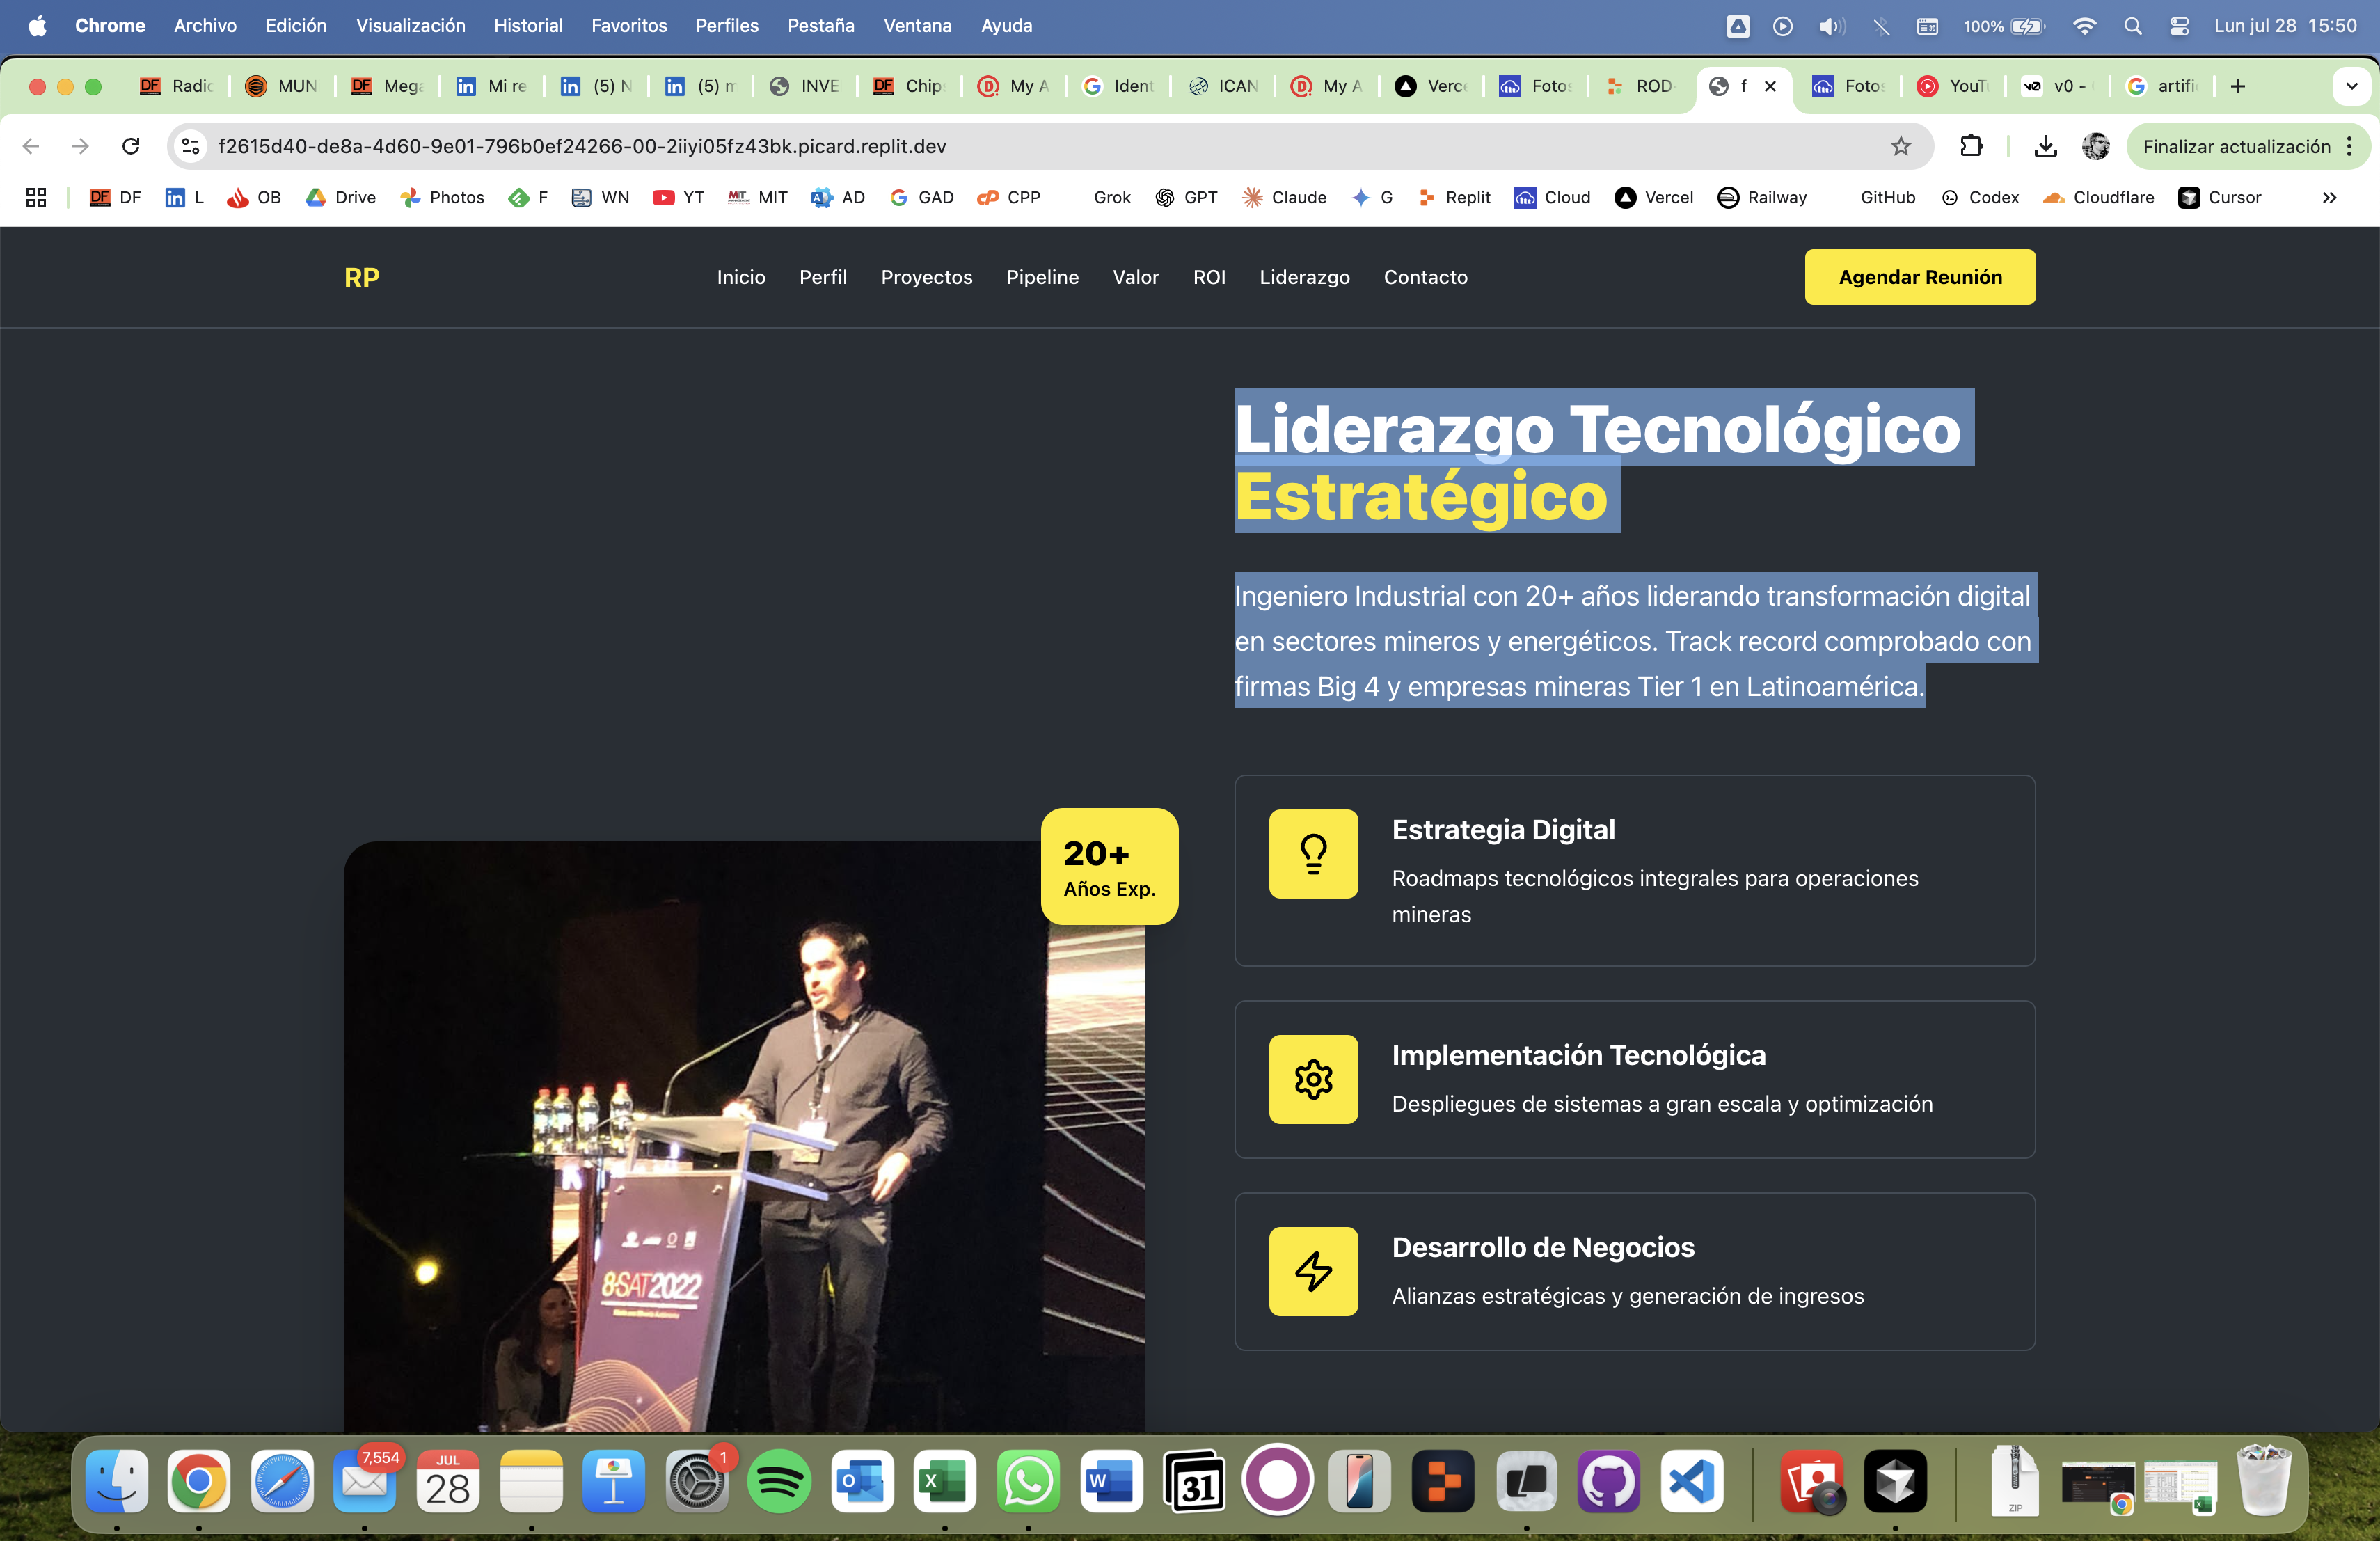 Chrome Archivo Edición Visualización Historial Favoritos Perfiles Pestaña Ventana Ayuda 100% Lun jul 28 15:50
Radic MUN Mega Mi re (5) N (5) m INVE Chip: My A Ident ICAN My A Verce Fotos ROD f Fotos YouTu v0 - artifi
f2615d40-de8a-4d60-9e01-796b0ef24266-00-2iiyi05fz43bk.picard.replit.dev Finalizar actualización
DF L OB Drive Photos F WN YT MIT AD GAD CPP Grok GPT Claude G Replit Cloud Vercel Railway GitHub Codex Cloudflare Cursor
RP Inicio Perfil Proyectos Pipeline Valor ROI Liderazgo Contacto Agendar Reunión
Liderazgo Tecnológico
Estratégico
Ingeniero Industrial con 20+ años liderando transformación digital
en sectores mineros y energéticos. Track record comprobado con
firmas Big 4 y empresas mineras Tier 1 en Latinoamérica.
20+
Años Exp.
8·SAT2022
Estrategia Digital
Roadmaps tecnológicos integrales para operaciones
mineras
Implementación Tecnológica
Despliegues de sistemas a gran escala y optimización
Desarrollo de Negocios
Alianzas estratégicas y generación de ingresos
7,554
JUL
28
1
31
ZIP